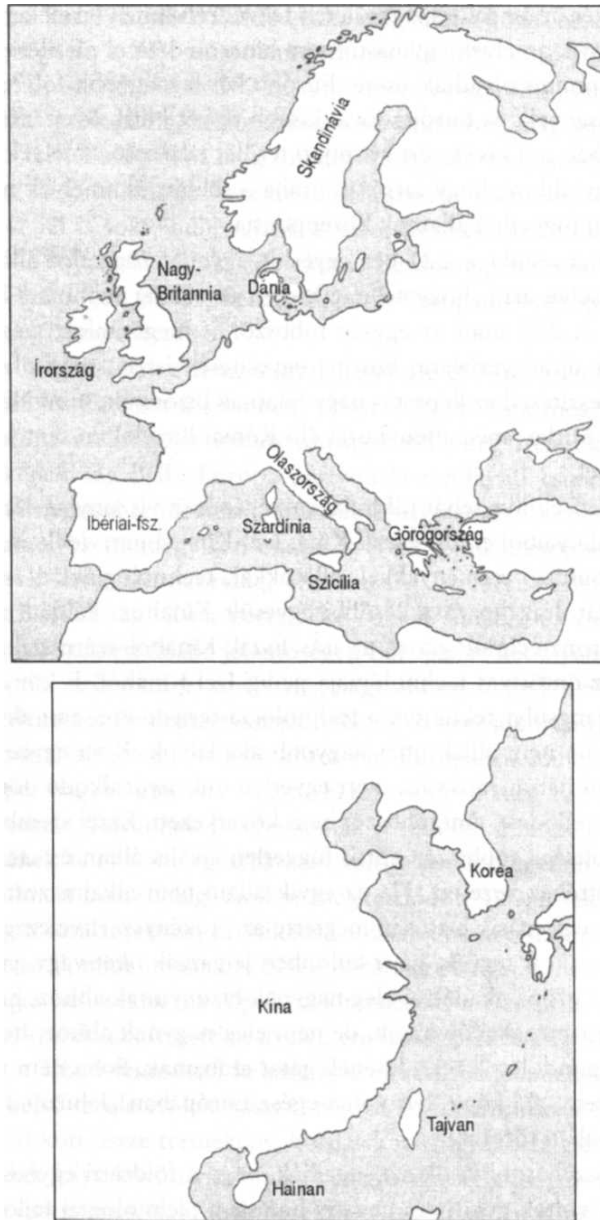 Skandinávia
Nagy-
Britannia
Dánia
Írország
Olaszország
Ibériai-fsz.
Szardínia
Görögország
Szicília
Korea
Kína
Tajvan
Hainan